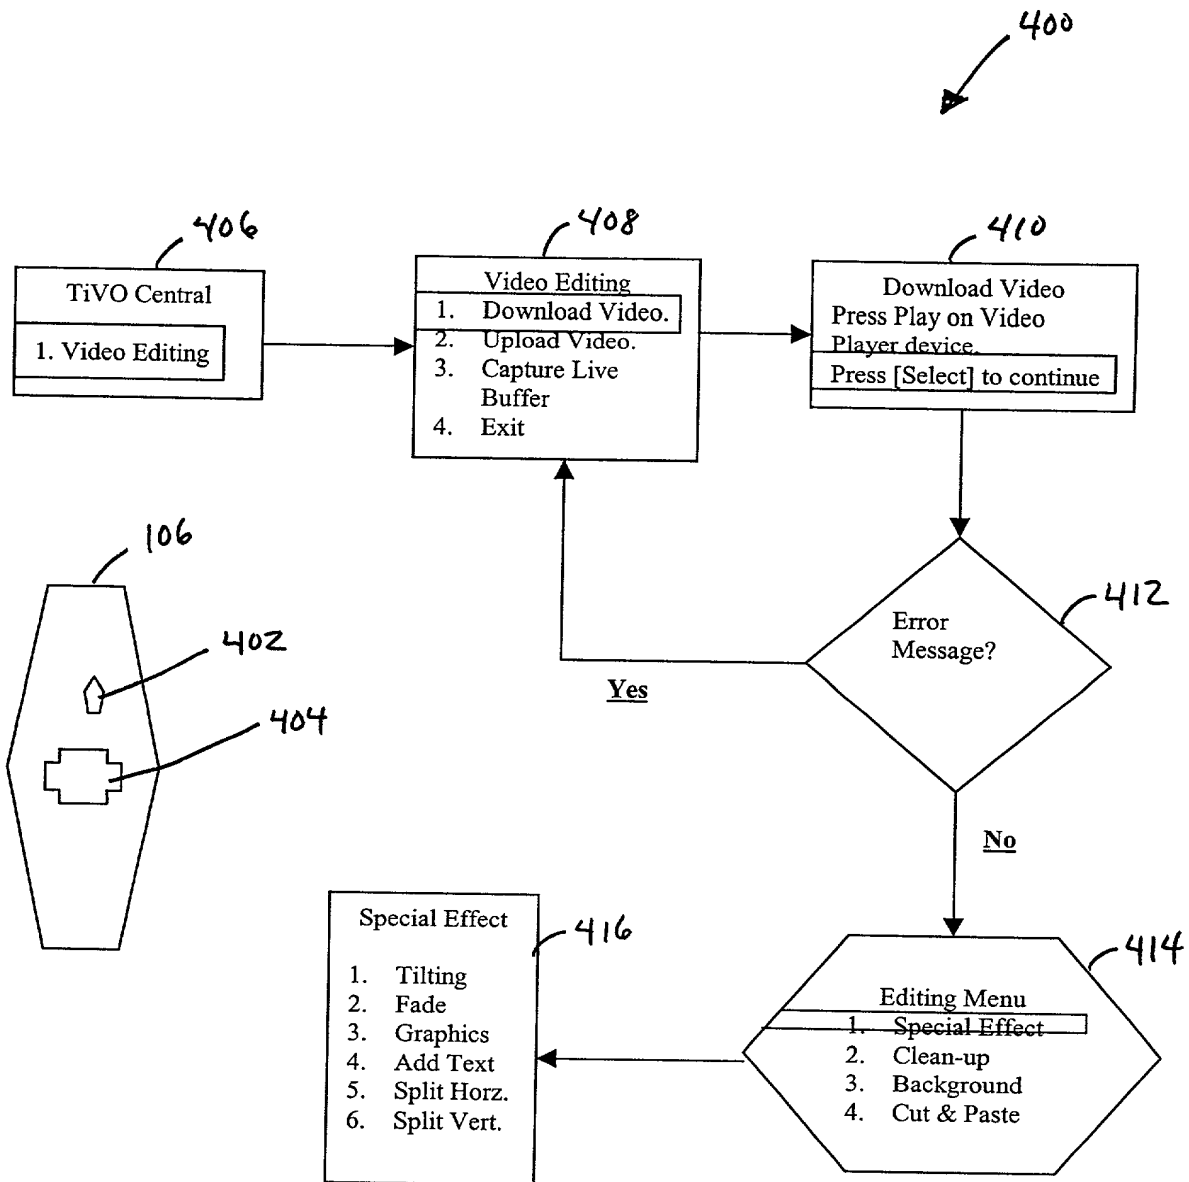 400
406
TiVO Central
1. Video Editing
408
Video Editing
1. Download Video.
2. Upload Video.
3. Capture Live
Buffer
4. Exit
410
Download Video
Press Play on Video
Player device.
Press [Select] to continue
106
402
404
412
Error
Message?
Yes
No
414
Editing Menu
1. Special Effect
2. Clean-up
3. Background
4. Cut & Paste
416
Special Effect
1. Tilting
2. Fade
3. Graphics
4. Add Text
5. Split Horz.
6. Split Vert.